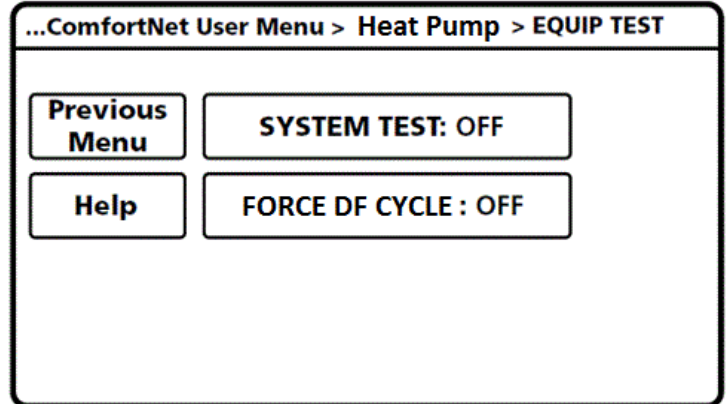 ...ComfortNet User Menu > Heat Pump > EQUIP TEST
Previous
Menu
SYSTEM TEST: OFF
Help
FORCE DF CYCLE : OFF